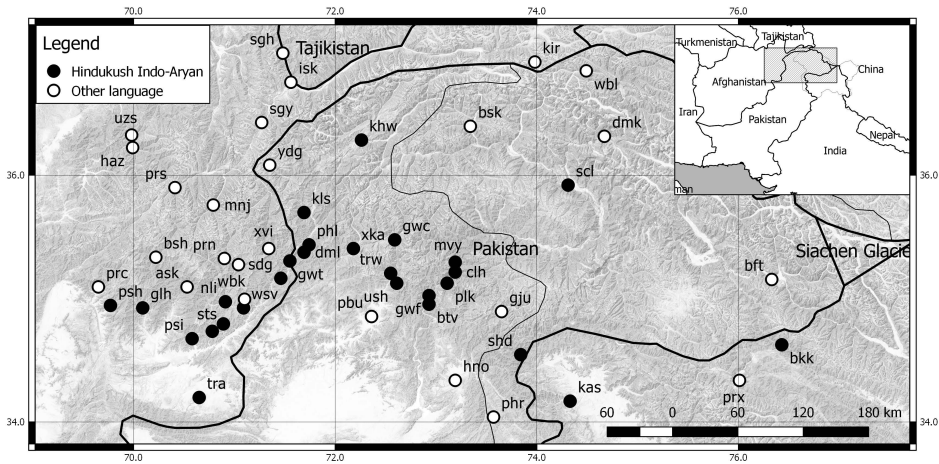 70.0 72.0 74.0 76.0
Legend
Hindukush Indo-Aryan
Other language
sgh
Tajikistan
isk
kir
wbl
Turkmenistan
Tajikistan
China
Afghanistan
Iran
Pakistan
Nepal
India
man
uzs
haz
sgy
khw
bsk
dmk
ydg
36.0
prs
scl
36.0
mnj
kls
xvi
phl
xka
gwc
bsh
prn
dml
trw
mvy
Pakistan
Siachen Glacie
prc
ask
sdg
gwt
clh
bft
psh
glh
nli
wbk
wsv
pbu
ush
plk
gju
sts
gwf
btv
psi
shd
hno
bkk
tra
kas
prx
phr
34.0
60 0 60 120 180 km
34.0
70.0 72.0 74.0 76.0